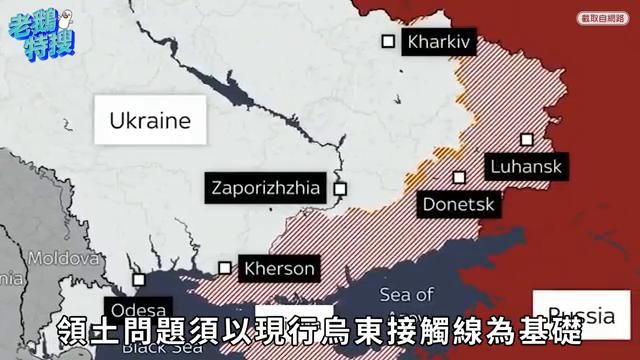 老鵝
特搜
截取自網路
Kharkiv
Ukraine
Luhansk
Zaporizhzhia
Donetsk
Moldova
Kherson
Odesa
Sea of
Russia
Black Sea
領土問題須以現行烏東接觸線為基礎